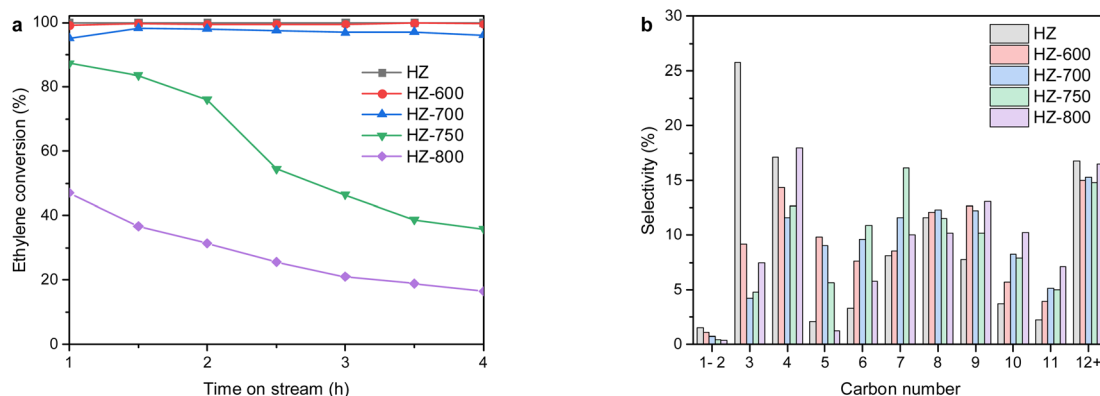 a
100
80
60
40
20
0
Ethylene conversion (%)
HZ
HZ-600
HZ-700
HZ-750
HZ-800
1 2 3 4
Time on stream (h)
b
30
25
20
15
10
5
0
Selectivity (%)
HZ
HZ-600
HZ-700
HZ-750
HZ-800
1- 2 3 4 5 6 7 8 9 10 11 12+
Carbon number